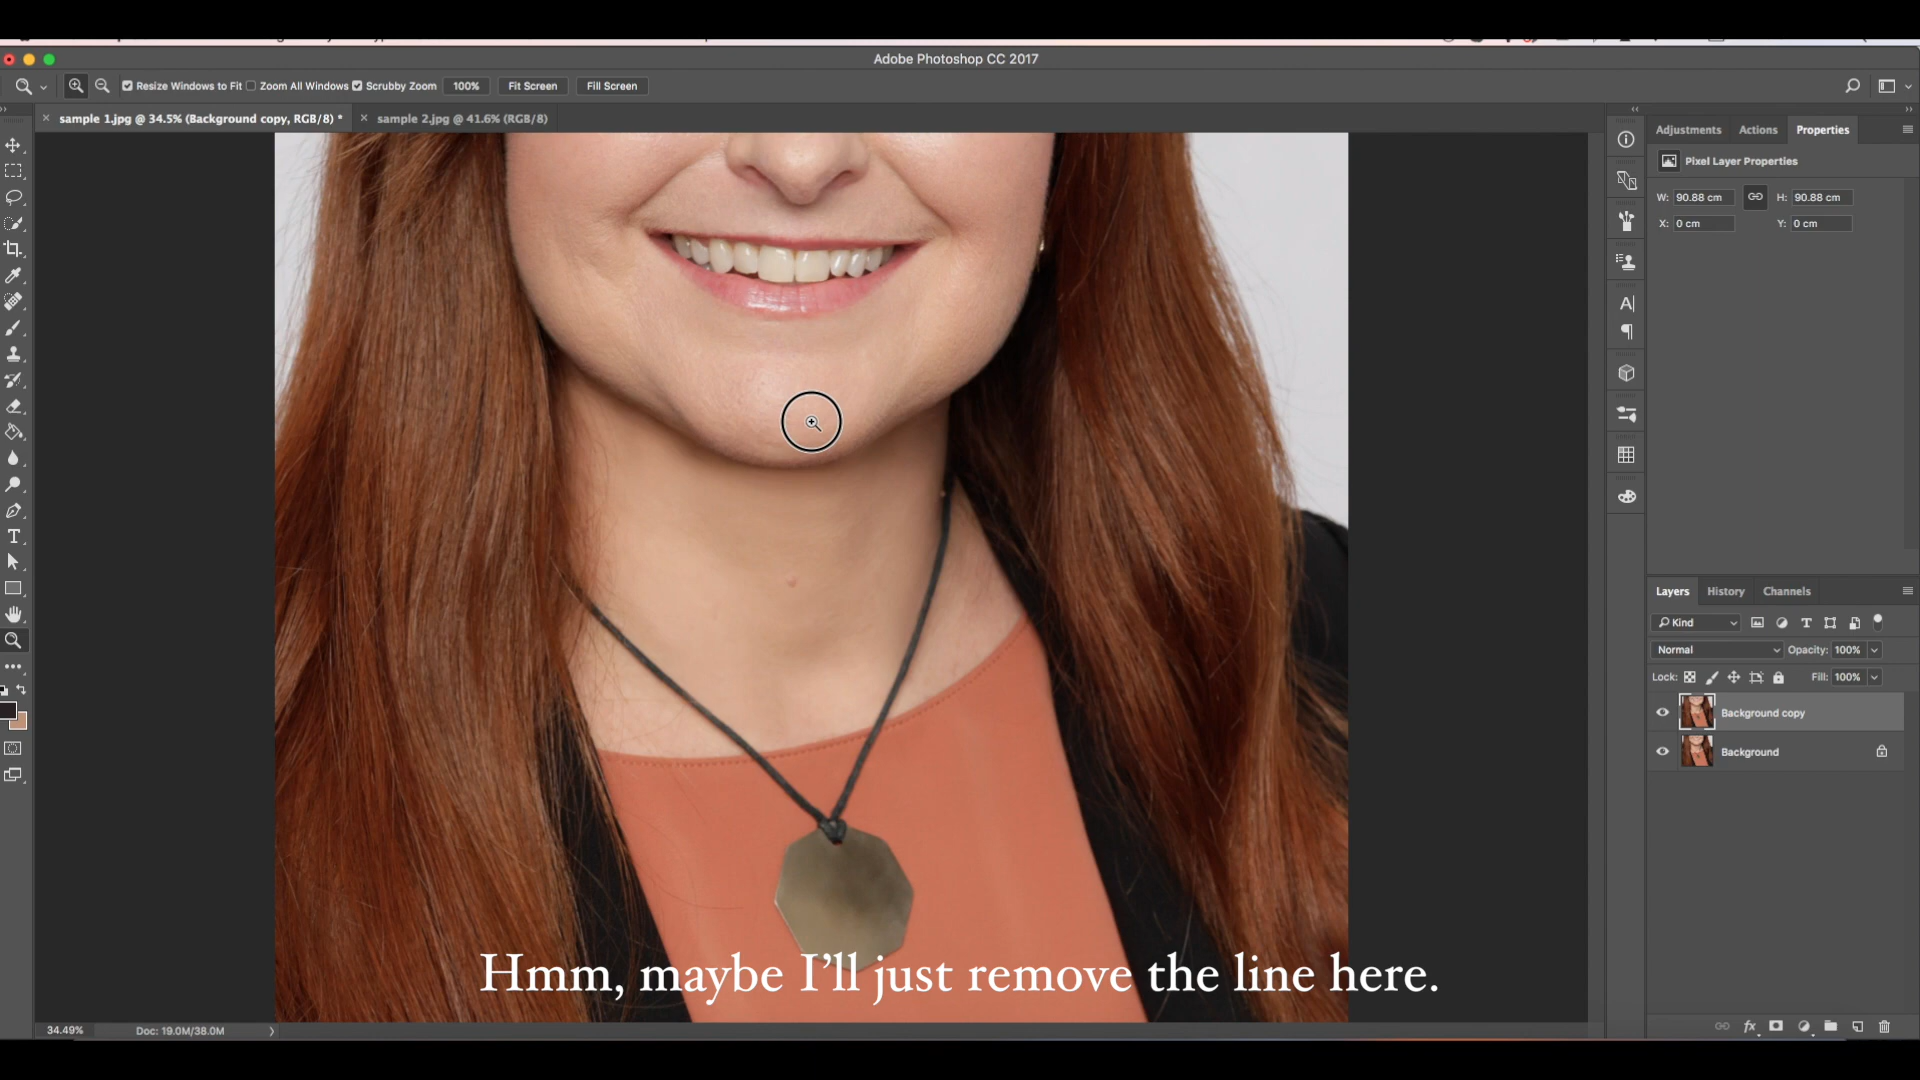 Adobe Photoshop CC 2017
Resize Windows to Fit Zoom All Windows Scrubby Zoom 100% Fit Screen Fill Screen
sample 1.jpg @ 34.5% (Background copy, RGB/8) * sample 2.jpg @ 41.6% (RGB/8)
Adjustments Actions Properties
Pixel Layer Properties
W: 90.88 cm H: 90.88 cm
X: 0 cm Y: 0 cm
Layers History Channels
Kind
Normal Opacity: 100%
Lock: Fill: 100%
Background copy
Background
Hmm, maybe I’ll just remove the line here.
34.49% Doc: 19.0M/38.0M